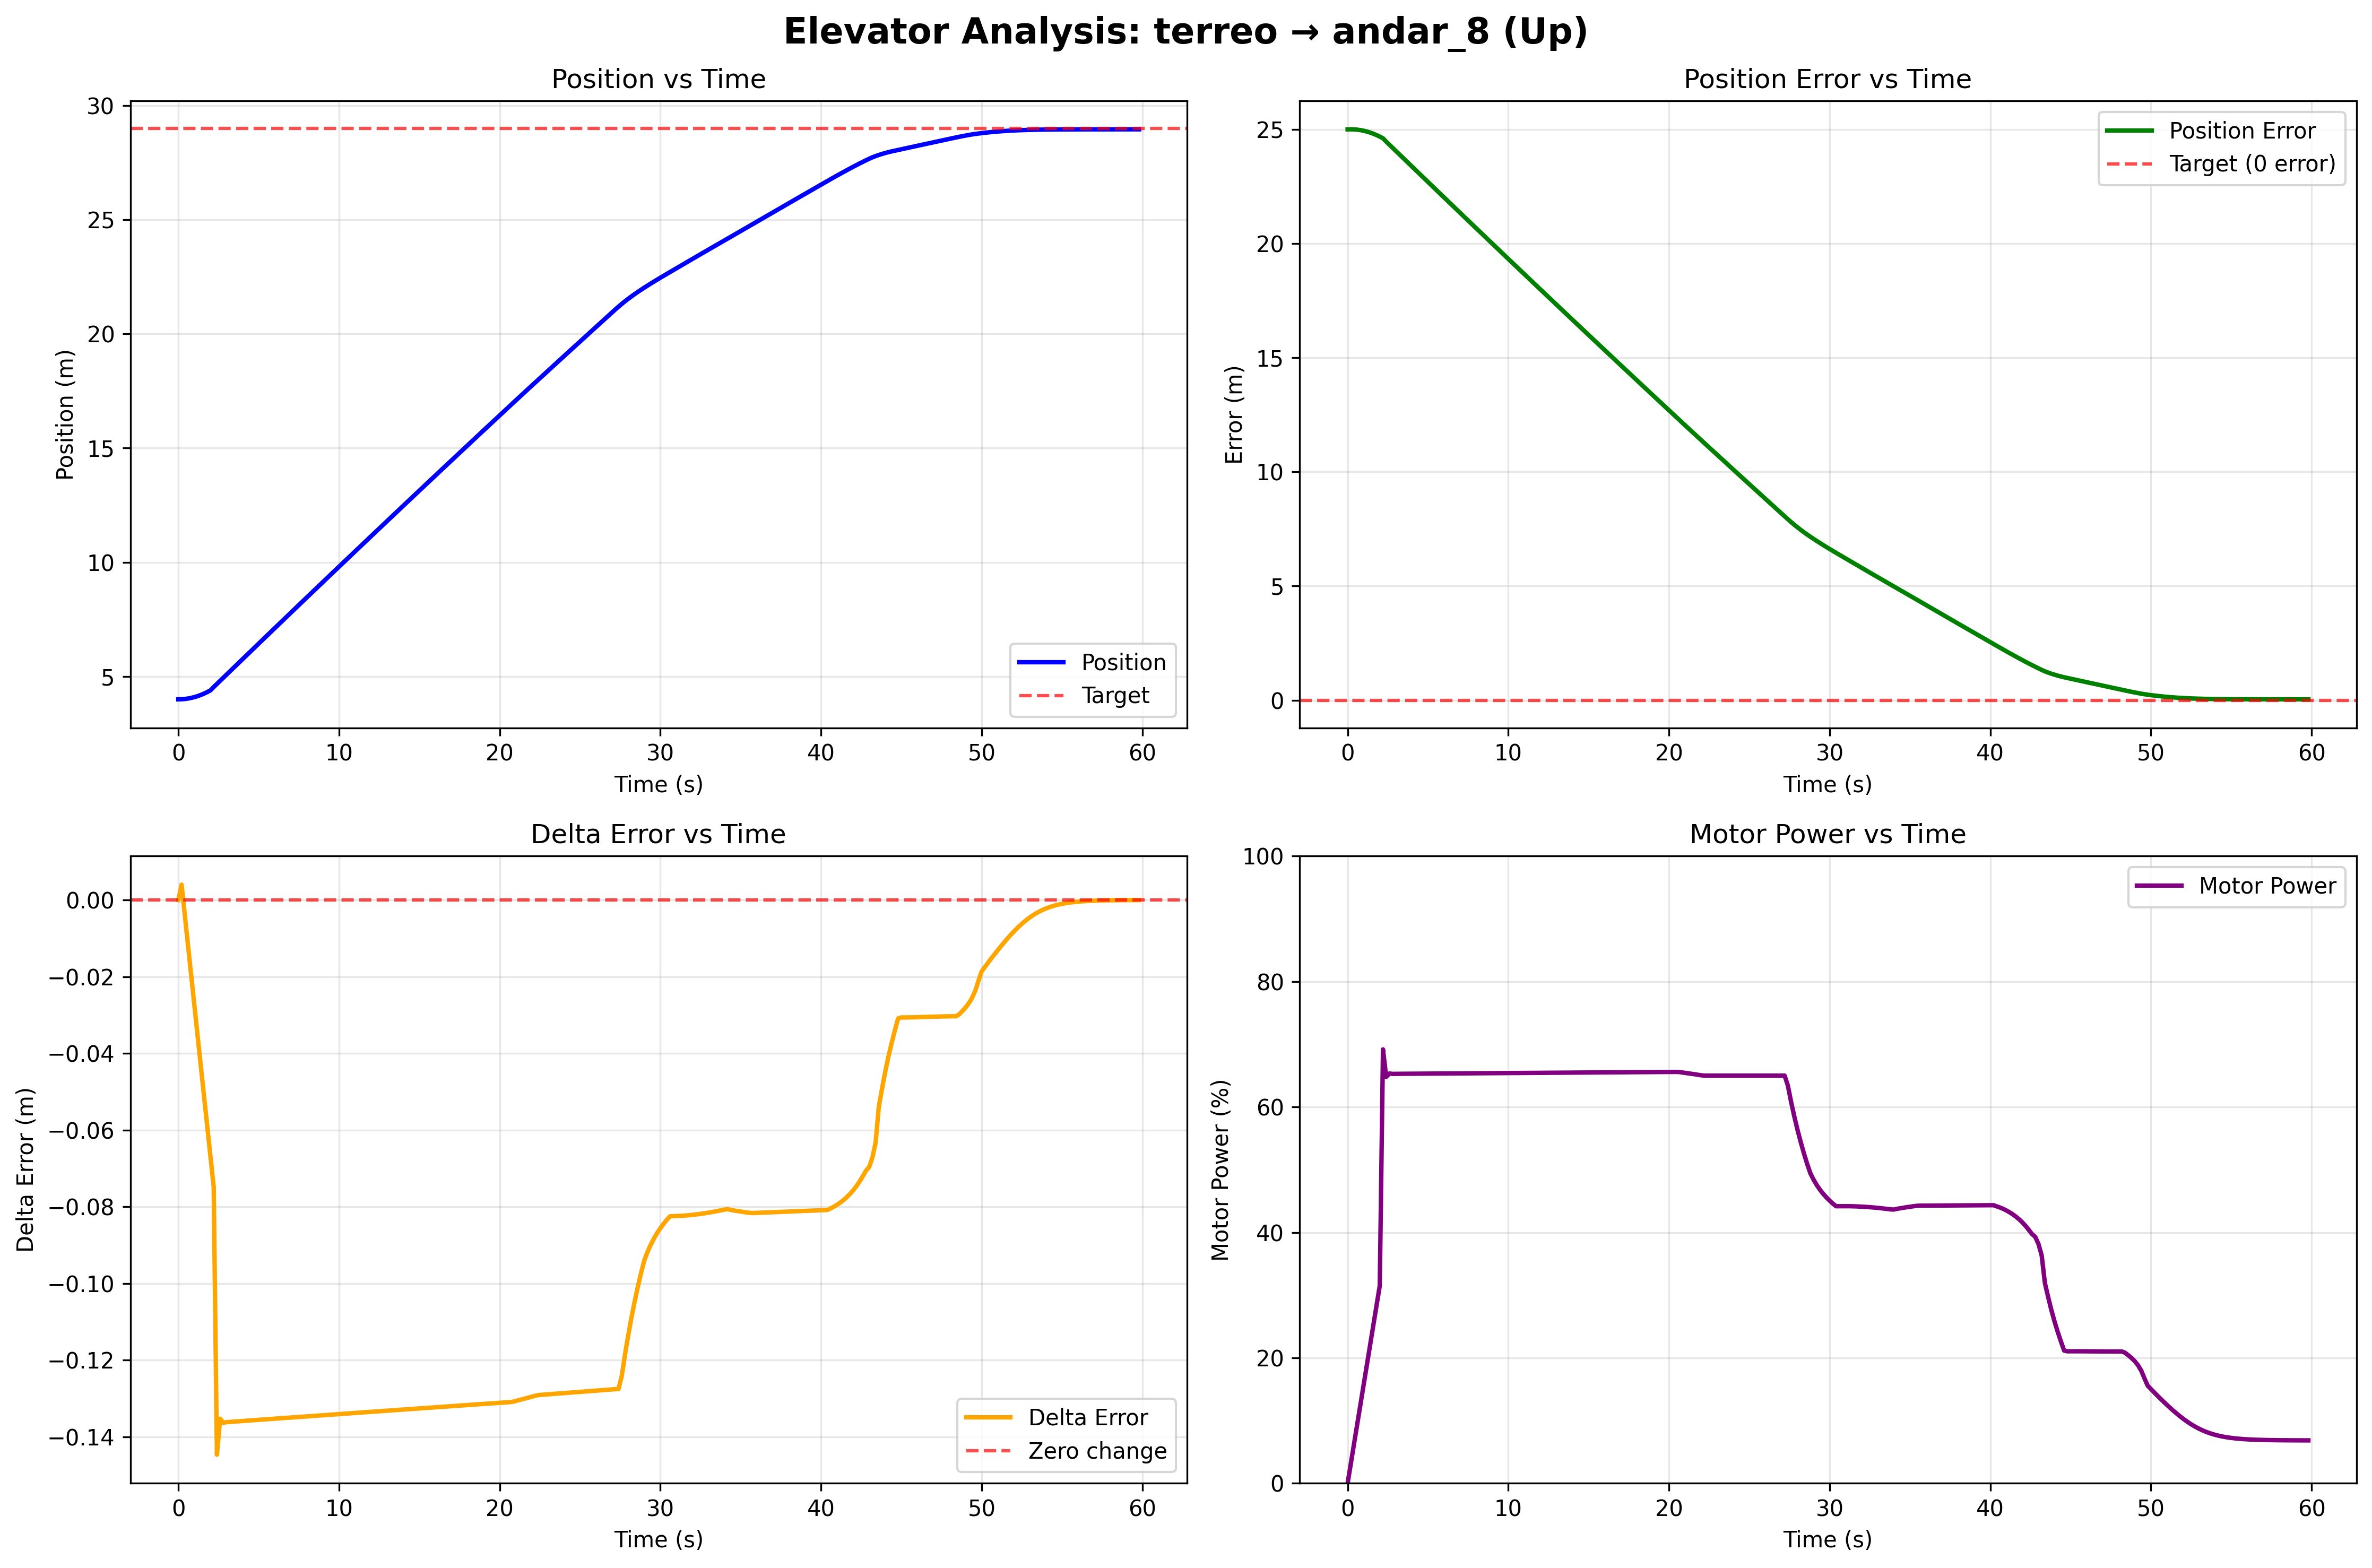 Elevator Analysis: terreo → andar_8 (Up)
Position vs Time
30
25
20
15
10
5
Position (m)
0 10 20 30 40 50 60
Time (s)
Position
Target
Position Error vs Time
25
20
15
10
5
0
Error (m)
0 10 20 30 40 50 60
Time (s)
Position Error
Target (0 error)
Delta Error vs Time
0.00
−0.02
−0.04
−0.06
−0.08
−0.10
−0.12
−0.14
Delta Error (m)
0 10 20 30 40 50 60
Time (s)
Delta Error
Zero change
Motor Power vs Time
100
80
60
40
20
0
Motor Power (%)
0 10 20 30 40 50 60
Time (s)
Motor Power